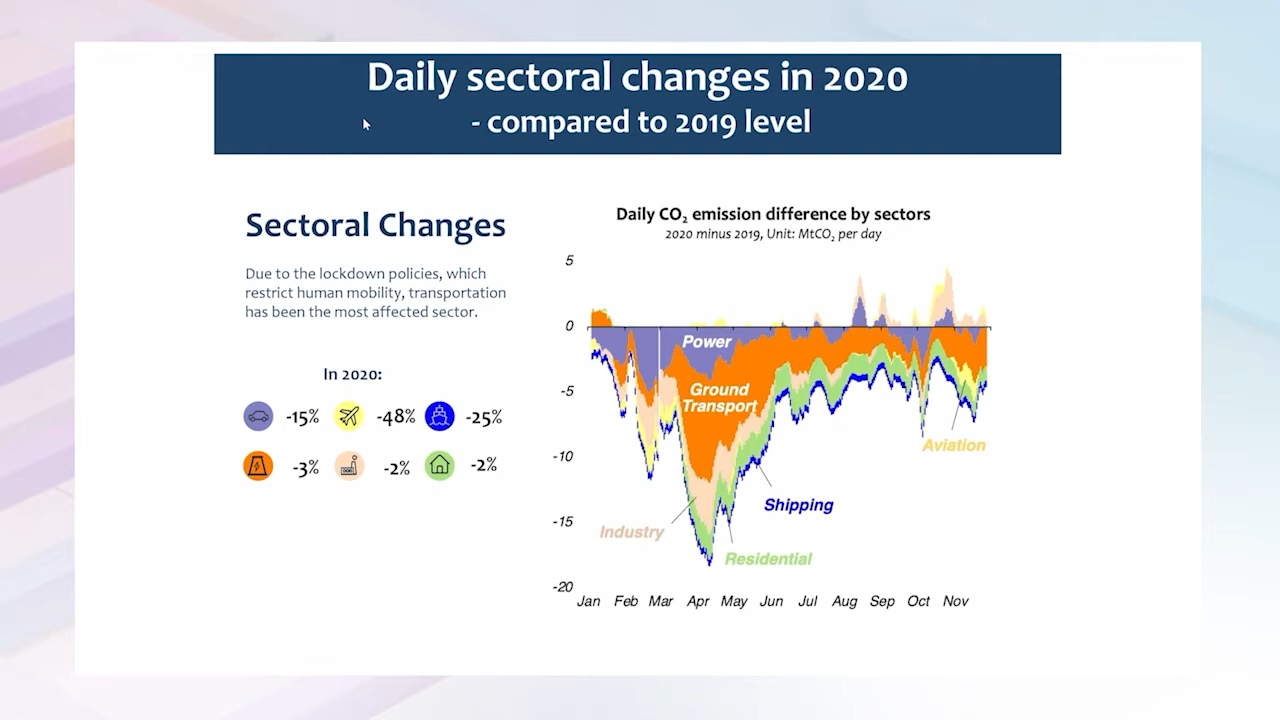 Daily sectoral changes in 2020
- compared to 2019 level
Sectoral Changes
Due to the lockdown policies, which
restrict human mobility, transportation
has been the most affected sector.
In 2020:
-15%
-48%
-25%
-3%
-2%
-2%
Daily CO₂ emission difference by sectors
2020 minus 2019, Unit: MtCO₂ per day
5
0
-5
-10
-15
-20
Power
Ground
Transport
Aviation
Shipping
Industry
Residential
Jan Feb Mar Apr May Jun Jul Aug Sep Oct Nov